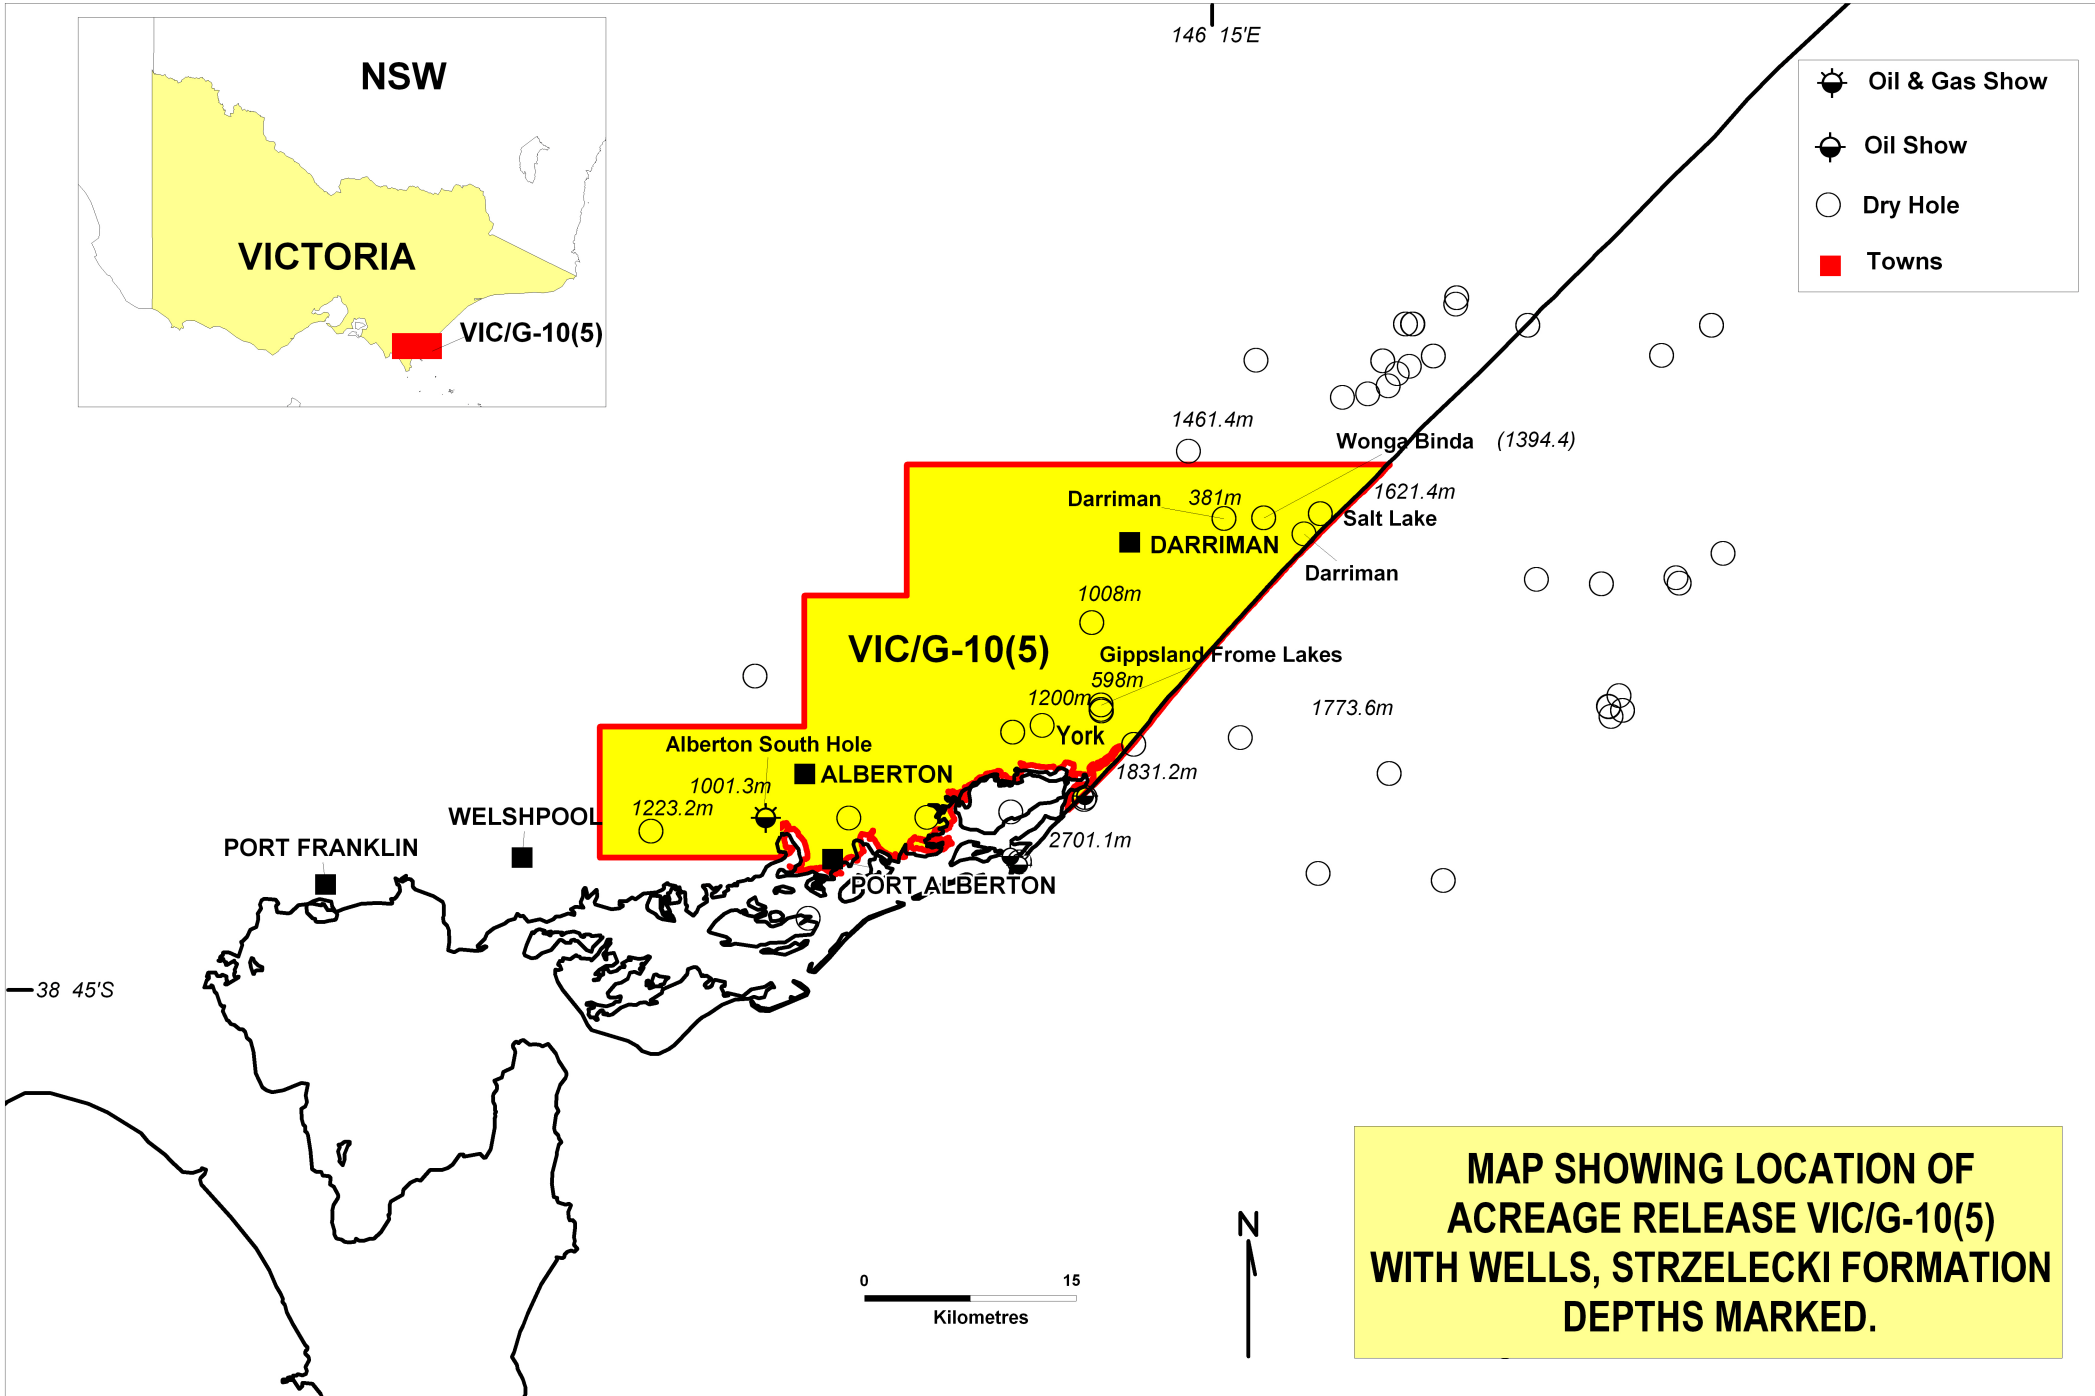 146 15'E
NSW
VICTORIA
VIC/G-10(5)
Oil & Gas Show
Oil Show
Dry Hole
Towns
1461.4m
Wonga Binda (1394.4)
Darriman 381m
1621.4m
Salt Lake
DARRIMAN
Darriman
1008m
VIC/G-10(5)
Gippsland Frome Lakes
598m
1200m
1773.6m
York
Alberton South Hole
ALBERTON
1831.2m
1001.3m
1223.2m
WELSHPOOL
2701.1m
PORT FRANKLIN
PORT ALBERTON
38 45'S
N
0 15
Kilometres
MAP SHOWING LOCATION OF
ACREAGE RELEASE VIC/G-10(5)
WITH WELLS, STRZELECKI FORMATION
DEPTHS MARKED.